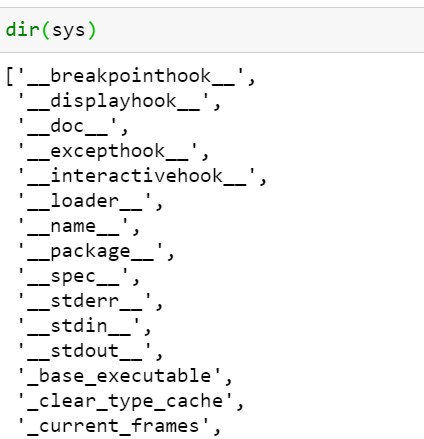 dir(sys)
['__breakpointhook__',
'__displayhook__',
'__doc__',
'__excepthook__',
'__interactivehook__',
'__loader__',
'__name__',
'__package__',
'__spec__',
'__stderr__',
'__stdin__',
'__stdout__',
'_base_executable',
'_clear_type_cache',
'_current_frames',